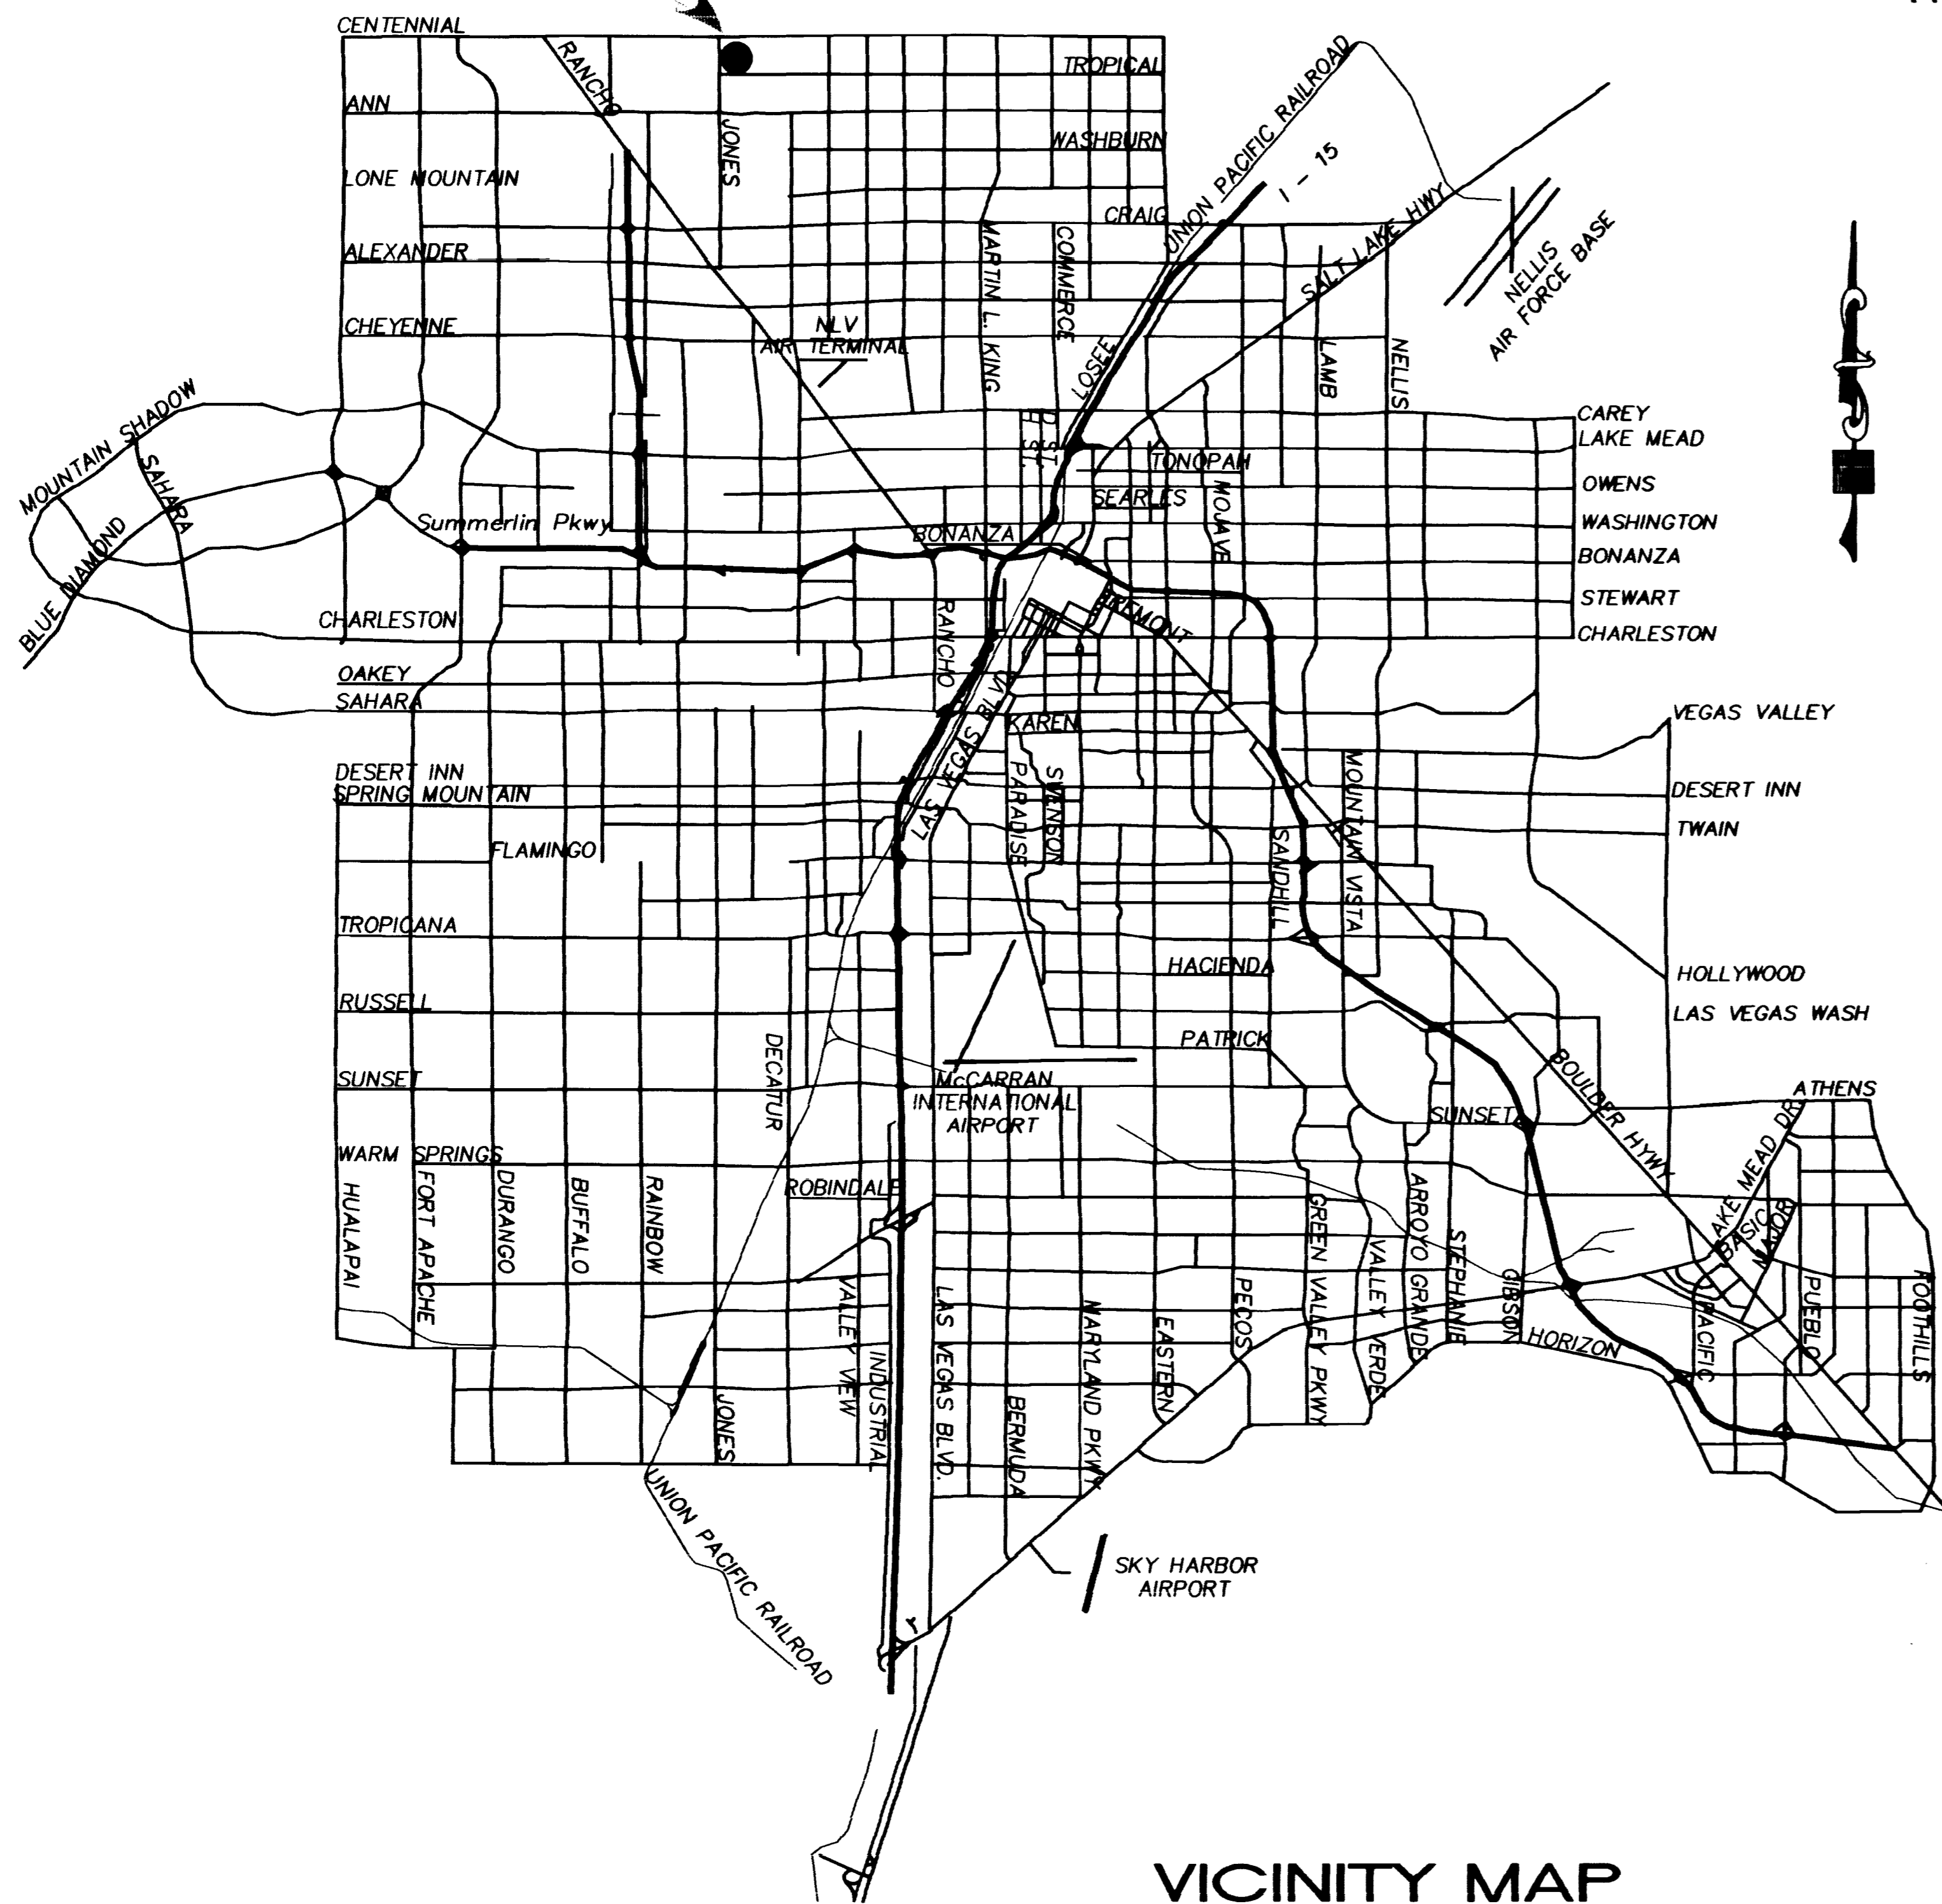 CENTENNIAL
RANCHO
TROPICAL
UNION PACIFIC RAILROAD
ANN
JONES
WASHBURN
I - 15
LONE MOUNTAIN
CRAIG
SALT LAKE HWY
NELLIS
AIR FORCE BASE
ALEXANDER
MARTIN L. KING
COMMERCE
CHEYENNE
NLV
AIR TERMINAL
LOSEE
LAMB
NELLIS
MOUNTAIN SHADOW
SAHARA
CAREY
LAKE MEAD
TONOPAH
OWENS
SEARLES
MOJAVE
Summerlin Pkwy
BONANZA
WASHINGTON
BONANZA
BLUE DIAMOND
STEWART
CHARLESTON
RANCHO
FREMONT
CHARLESTON
OAKEY
SAHARA
LAS VEGAS BLVD
KAREN
VEGAS VALLEY
DESERT INN
SPRING MOUNTAIN
PARADISE
SWENSON
MOUNTAIN VISTA
DESERT INN
TWAIN
FLAMINGO
SANDHILL
TROPICANA
HACIENDA
HOLLYWOOD
RUSSELL
LAS VEGAS WASH
DECATUR
PATRICK
BOULDER HYWY
SUNSET
McCARRAN
INTERNATIONAL
AIRPORT
SUNSET
ATHENS
LAKE MEAD DR.
WARM SPRINGS
ROBINDALE
BASIC
MAJOR
HUALAPAI
FORT APACHE
DURANGO
BUFFALO
RAINBOW
GREEN VALLEY PKWY
VALLEY VERDE
ARROYO GRANDE
STEPHANIE
GIBSON
PACIFIC
PUEBLO
FOOTHILLS
VALLEY VIEW
INDUSTRIAL
LAS VEGAS BLVD.
BERMUDA
MARYLAND PKWY
EASTERN
PECOS
HORIZON
JONES
UNION PACIFIC RAILROAD
SKY HARBOR
AIRPORT
VICINITY MAP